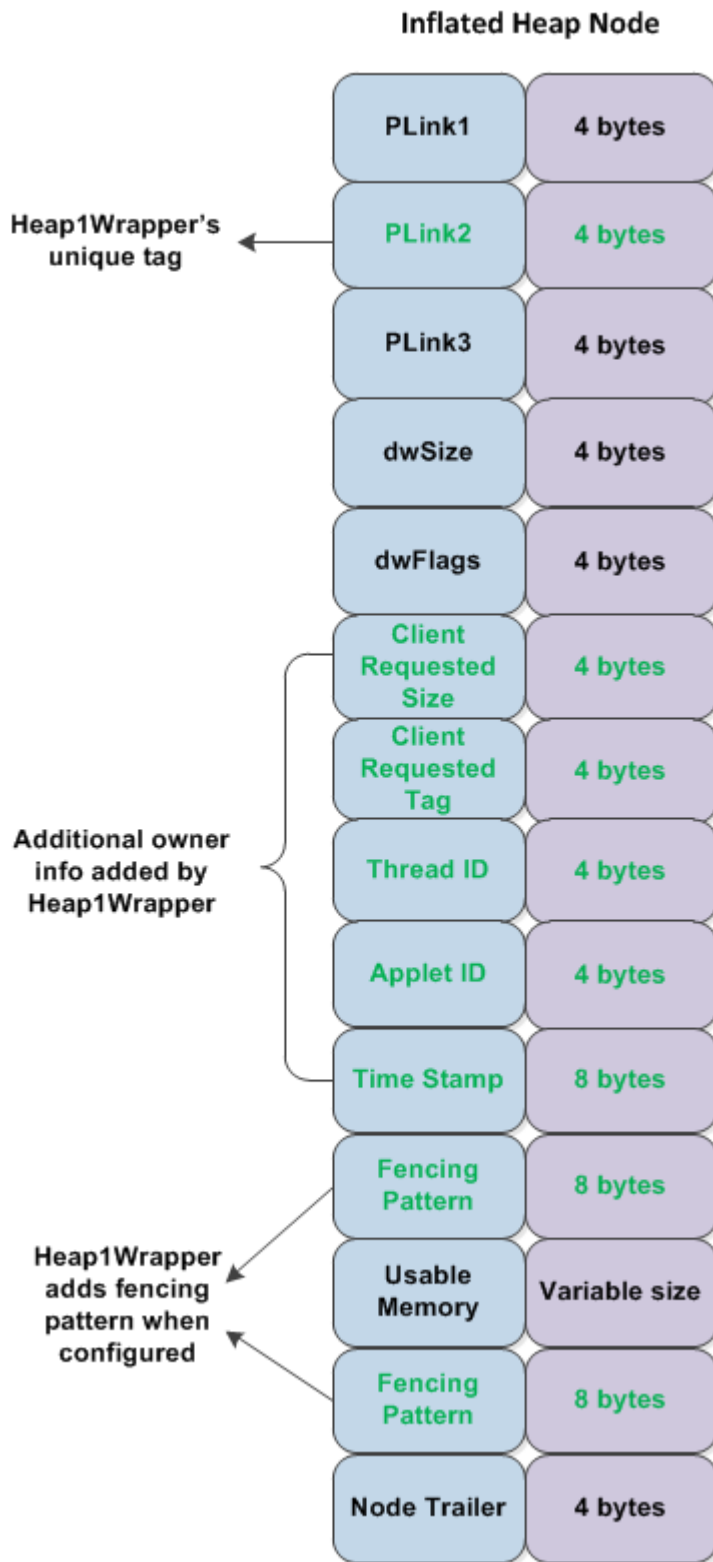 Inflated Heap Node
PLink1 4 bytes
Heap1Wrapper's
unique tag
PLink2 4 bytes
PLink3 4 bytes
dwSize 4 bytes
dwFlags 4 bytes
Client
Requested
Size
4 bytes
Client
Requested
Tag
4 bytes
Additional owner
info added by
Heap1Wrapper
Thread ID 4 bytes
Applet ID 4 bytes
Time Stamp 8 bytes
Fencing
Pattern
8 bytes
Heap1Wrapper
adds fencing
pattern when
configured
Usable
Memory
Variable size
Fencing
Pattern
8 bytes
Node Trailer 4 bytes